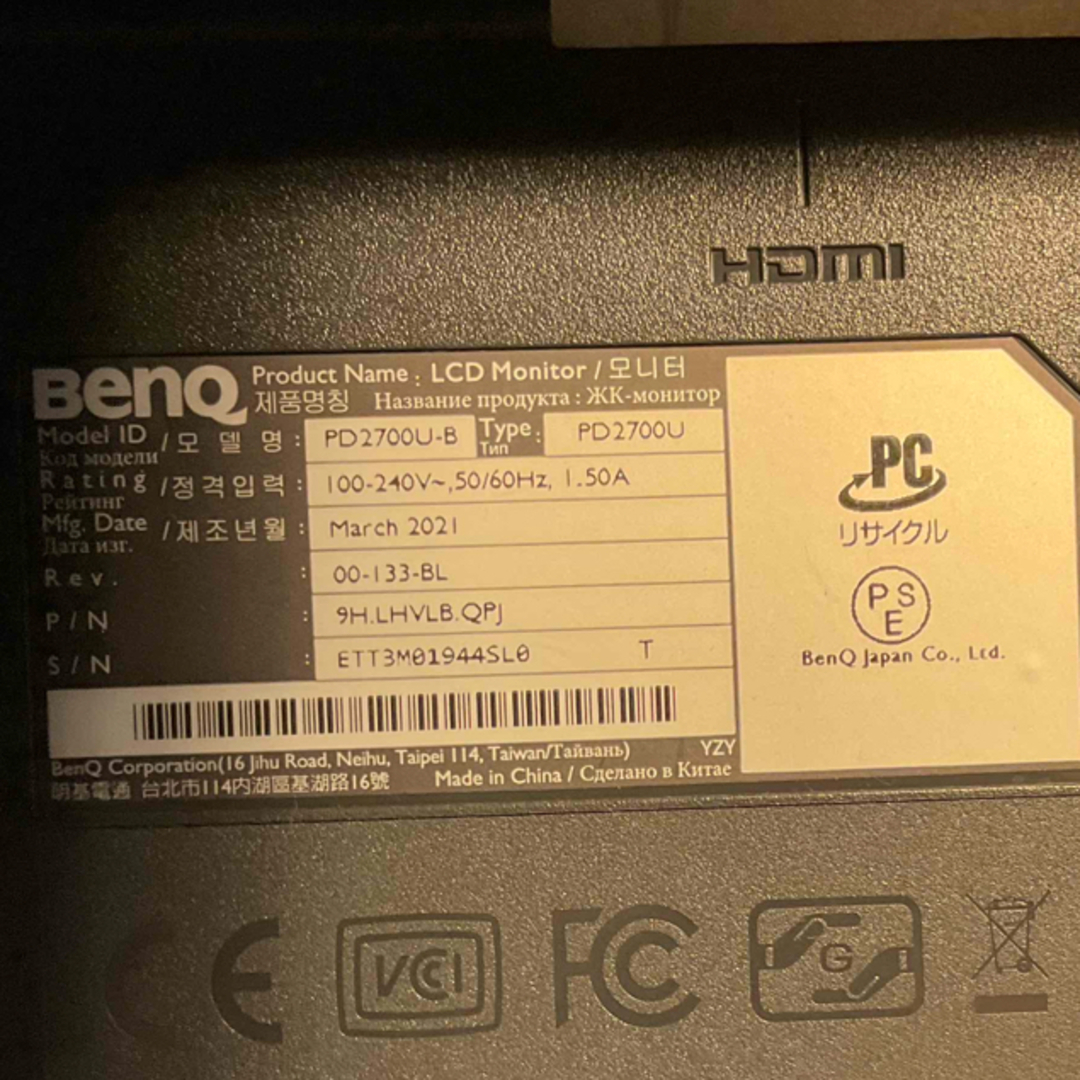 HDMI
BenQ Product Name : LCD Monitor / 모니터
제품명칭 Название продукта : ЖК-монитор
Model ID / 모 델 명 : PD2700U-B Type : PD2700U
Код модели Тип
Rating / 정격입력 : 100-240V~,50/60Hz, 1.50A
Рейтинг
Mfg. Date / 제조년월 : March 2021
Дата изг.
Rev. : 00-133-BL
P/N : 9H.LHVLB.QPJ
S/N : ETT3M01944SL0 T
BenQ Corporation(16 Jihu Road, Neihu, Taipei 114, Taiwan/Тайвань) YZY
明基電通 台北市114內湖區基湖路16號 Made in China / Сделано в Китае
PC
リサイクル
PSE
BenQ Japan Co., Ltd.
CE VCCI FC G